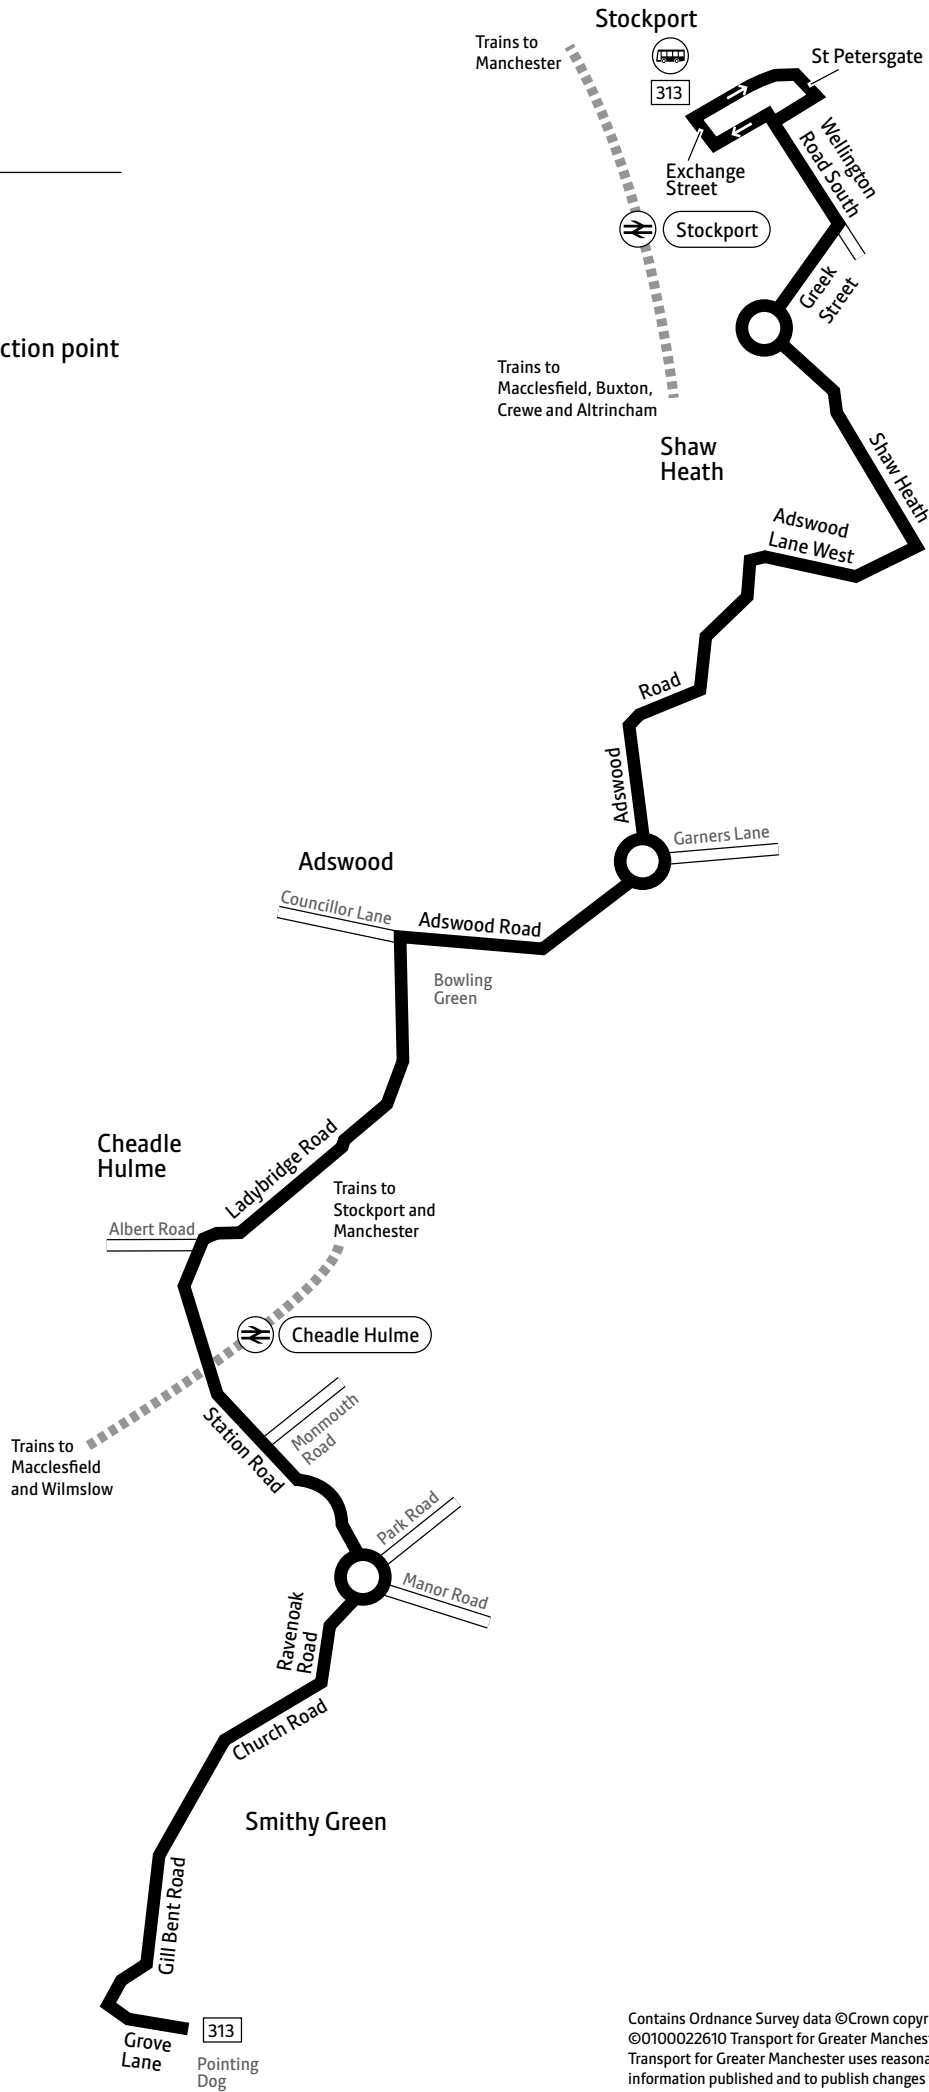 Stockport
Trains to
Manchester
St Petersgate
313
Wellington
Road South
Exchange
Street
Stockport
Greek
Street
ction point
Trains to
Macclesfield, Buxton,
Crewe and Altrincham
Shaw
Heath
Shaw Heath
Adswood
Lane West
Road
Adswood
Garners Lane
Adswood
Councillor Lane
Adswood Road
Bowling
Green
Cheadle
Hulme
Ladybridge Road
Trains to
Stockport and
Manchester
Albert Road
Cheadle Hulme
Monmouth
Road
Station Road
Trains to
Macclesfield
and Wilmslow
Park Road
Manor Road
Ravenoak
Road
Church Road
Smithy Green
Gill Bent Road
313
Grove
Lane
Pointing
Dog
Contains Ordnance Survey data ©Crown copyr
©0100022610 Transport for Greater Manches
Transport for Greater Manchester uses reasona
information published and to publish changes